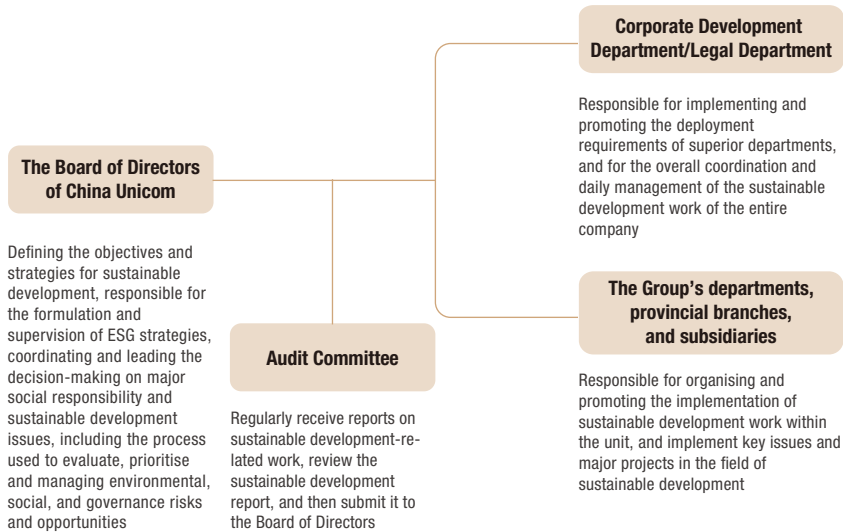 The Board of Directors
of China Unicom
Defining the objectives and
strategies for sustainable
development, responsible for
the formulation and
supervision of ESG strategies,
coordinating and leading the
decision-making on major
social responsibility and
sustainable development
issues, including the process
used to evaluate, prioritise
and managing environmental,
social, and governance risks
and opportunities
Audit Committee
Regularly receive reports on
sustainable development-re-
lated work, review the
sustainable development
report, and then submit it to
the Board of Directors
Corporate Development
Department/Legal Department
Responsible for implementing and
promoting the deployment
requirements of superior departments,
and for the overall coordination and
daily management of the sustainable
development work of the entire
company
The Group's departments,
provincial branches,
and subsidiaries
Responsible for organising and
promoting the implementation of
sustainable development work within
the unit, and implement key issues and
major projects in the field of
sustainable development